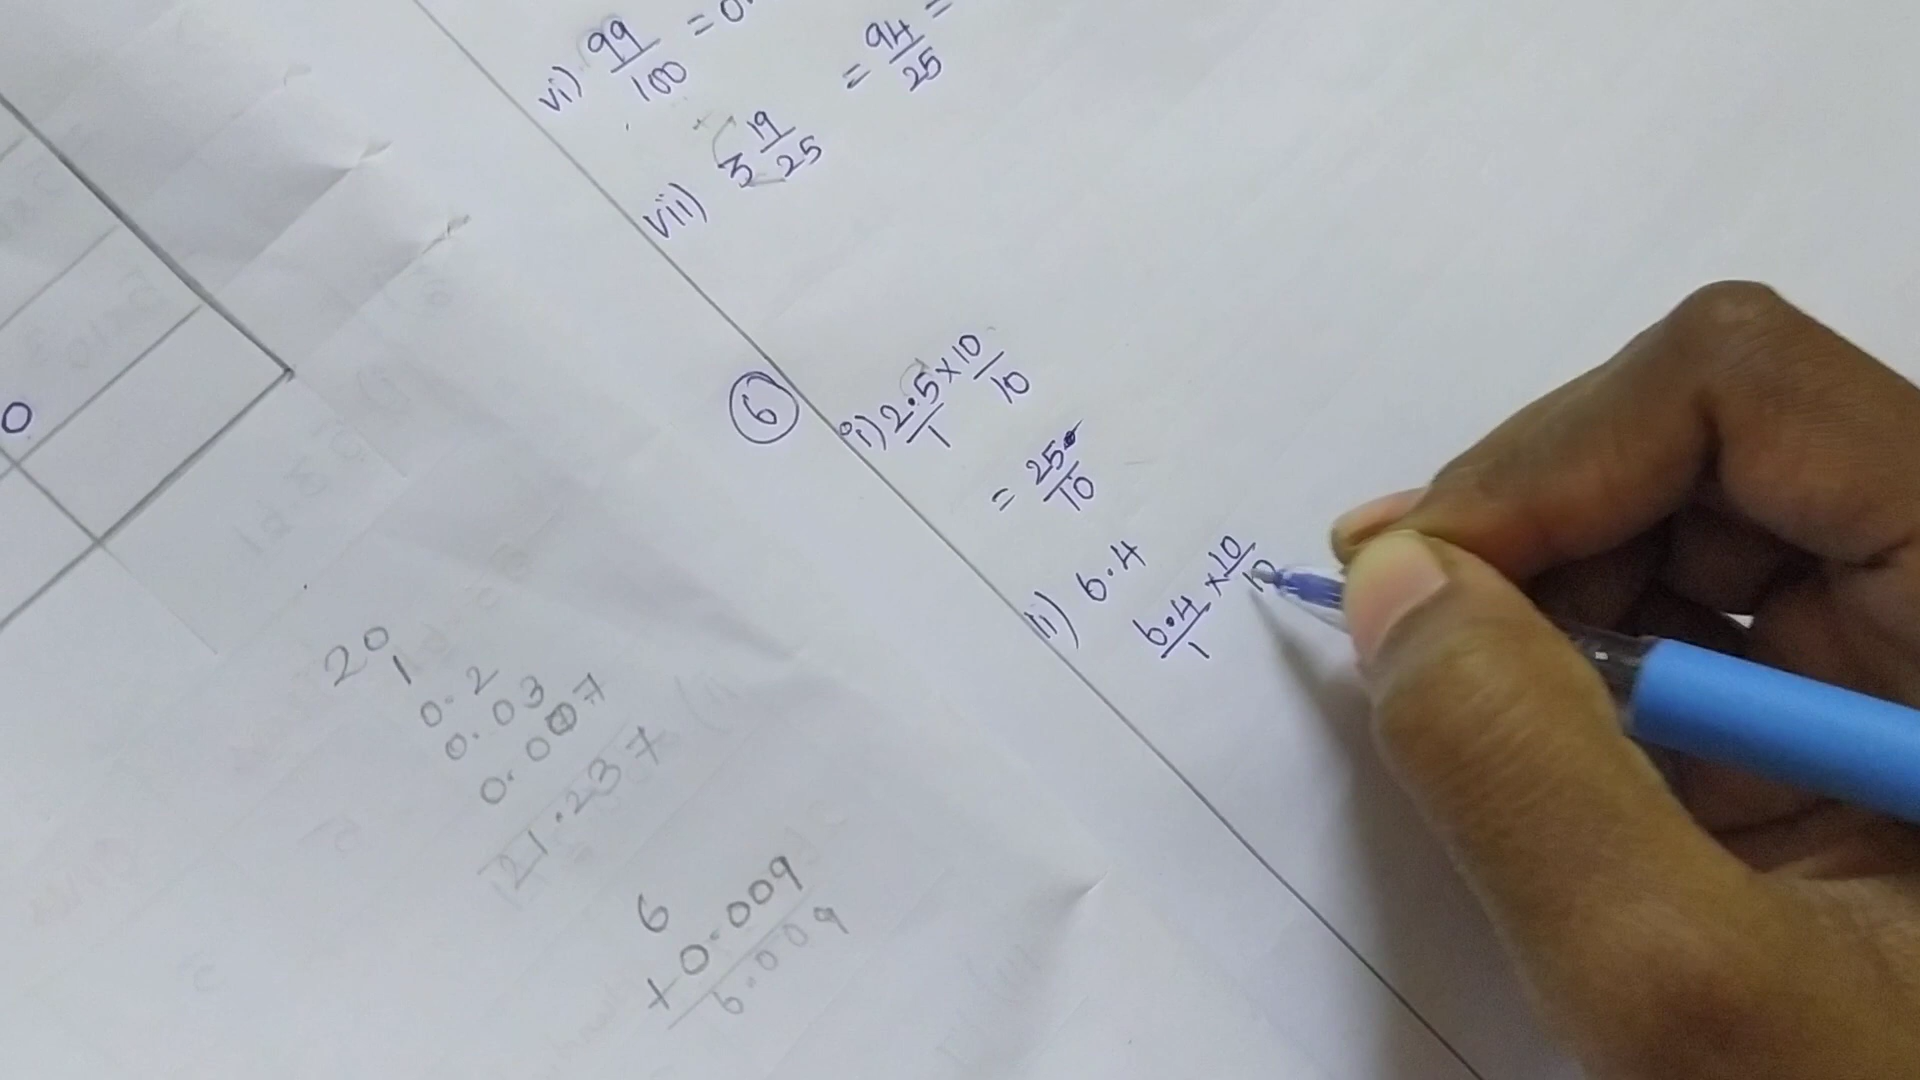 vi) 99/100 = 0.
viii) 3 19/25 = 94/25 =
6 i) 2.5/1 × 10/10
= 25/10
ii) 6.4
6.4/1 × 10/10
0
20
1
0.2
0.03
0.007
21.237
6
+0.009
6.009